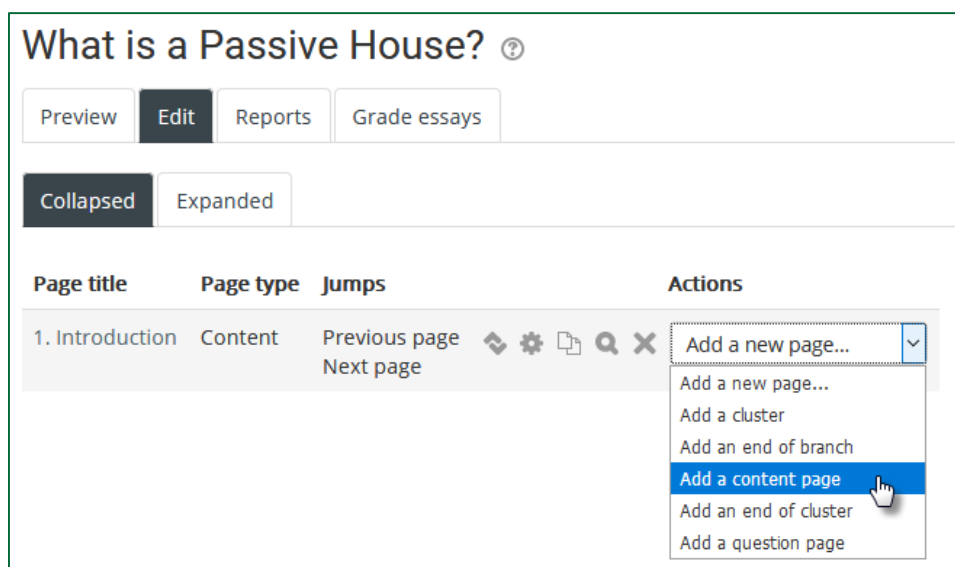 What is a Passive House?
Preview Edit Reports Grade essays
Collapsed Expanded
Page title Page type Jumps Actions
1. Introduction Content Previous page Add a new page...
Next page
Add a new page...
Add a cluster
Add an end of branch
Add a content page
Add an end of cluster
Add a question page